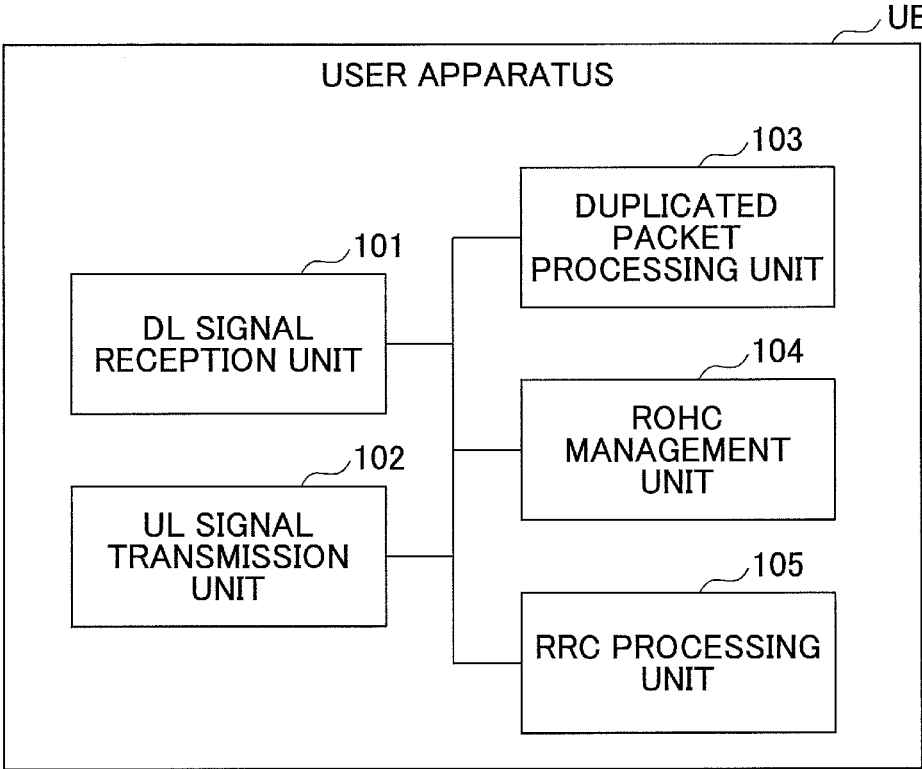 UE
USER APPARATUS
103
DUPLICATED
PACKET
PROCESSING UNIT
101
DL SIGNAL
RECEPTION UNIT
104
ROHC
MANAGEMENT
UNIT
102
UL SIGNAL
TRANSMISSION
UNIT
105
RRC PROCESSING
UNIT